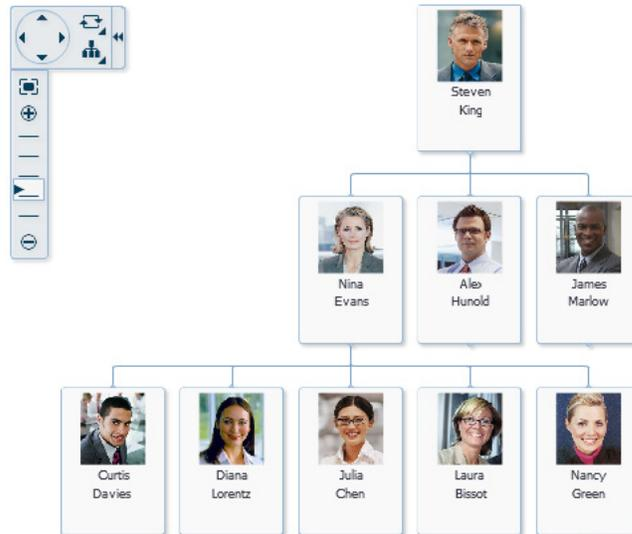 Steven
King
Nina
Evans
Alex
Hunold
James
Marlow
Curtis
Davies
Diana
Lorentz
Julia
Chen
Laura
Bissot
Nancy
Green